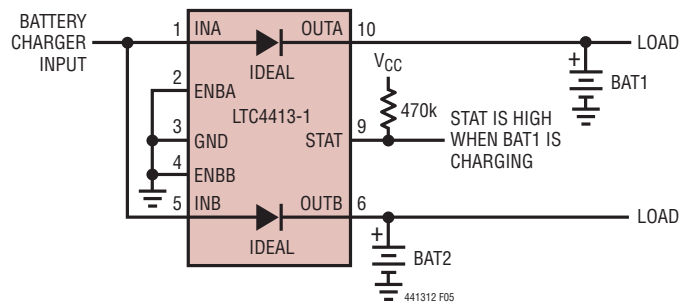 BATTERY
CHARGER
INPUT
1
INA
OUTA
10
LOAD
IDEAL
+
BAT1
VCC
470k
2
ENBA
LTC4413-1
3
GND
STAT
9
STAT IS HIGH
WHEN BAT1 IS
CHARGING
4
ENBB
5
INB
OUTB
6
LOAD
IDEAL
+
BAT2
441312 F05